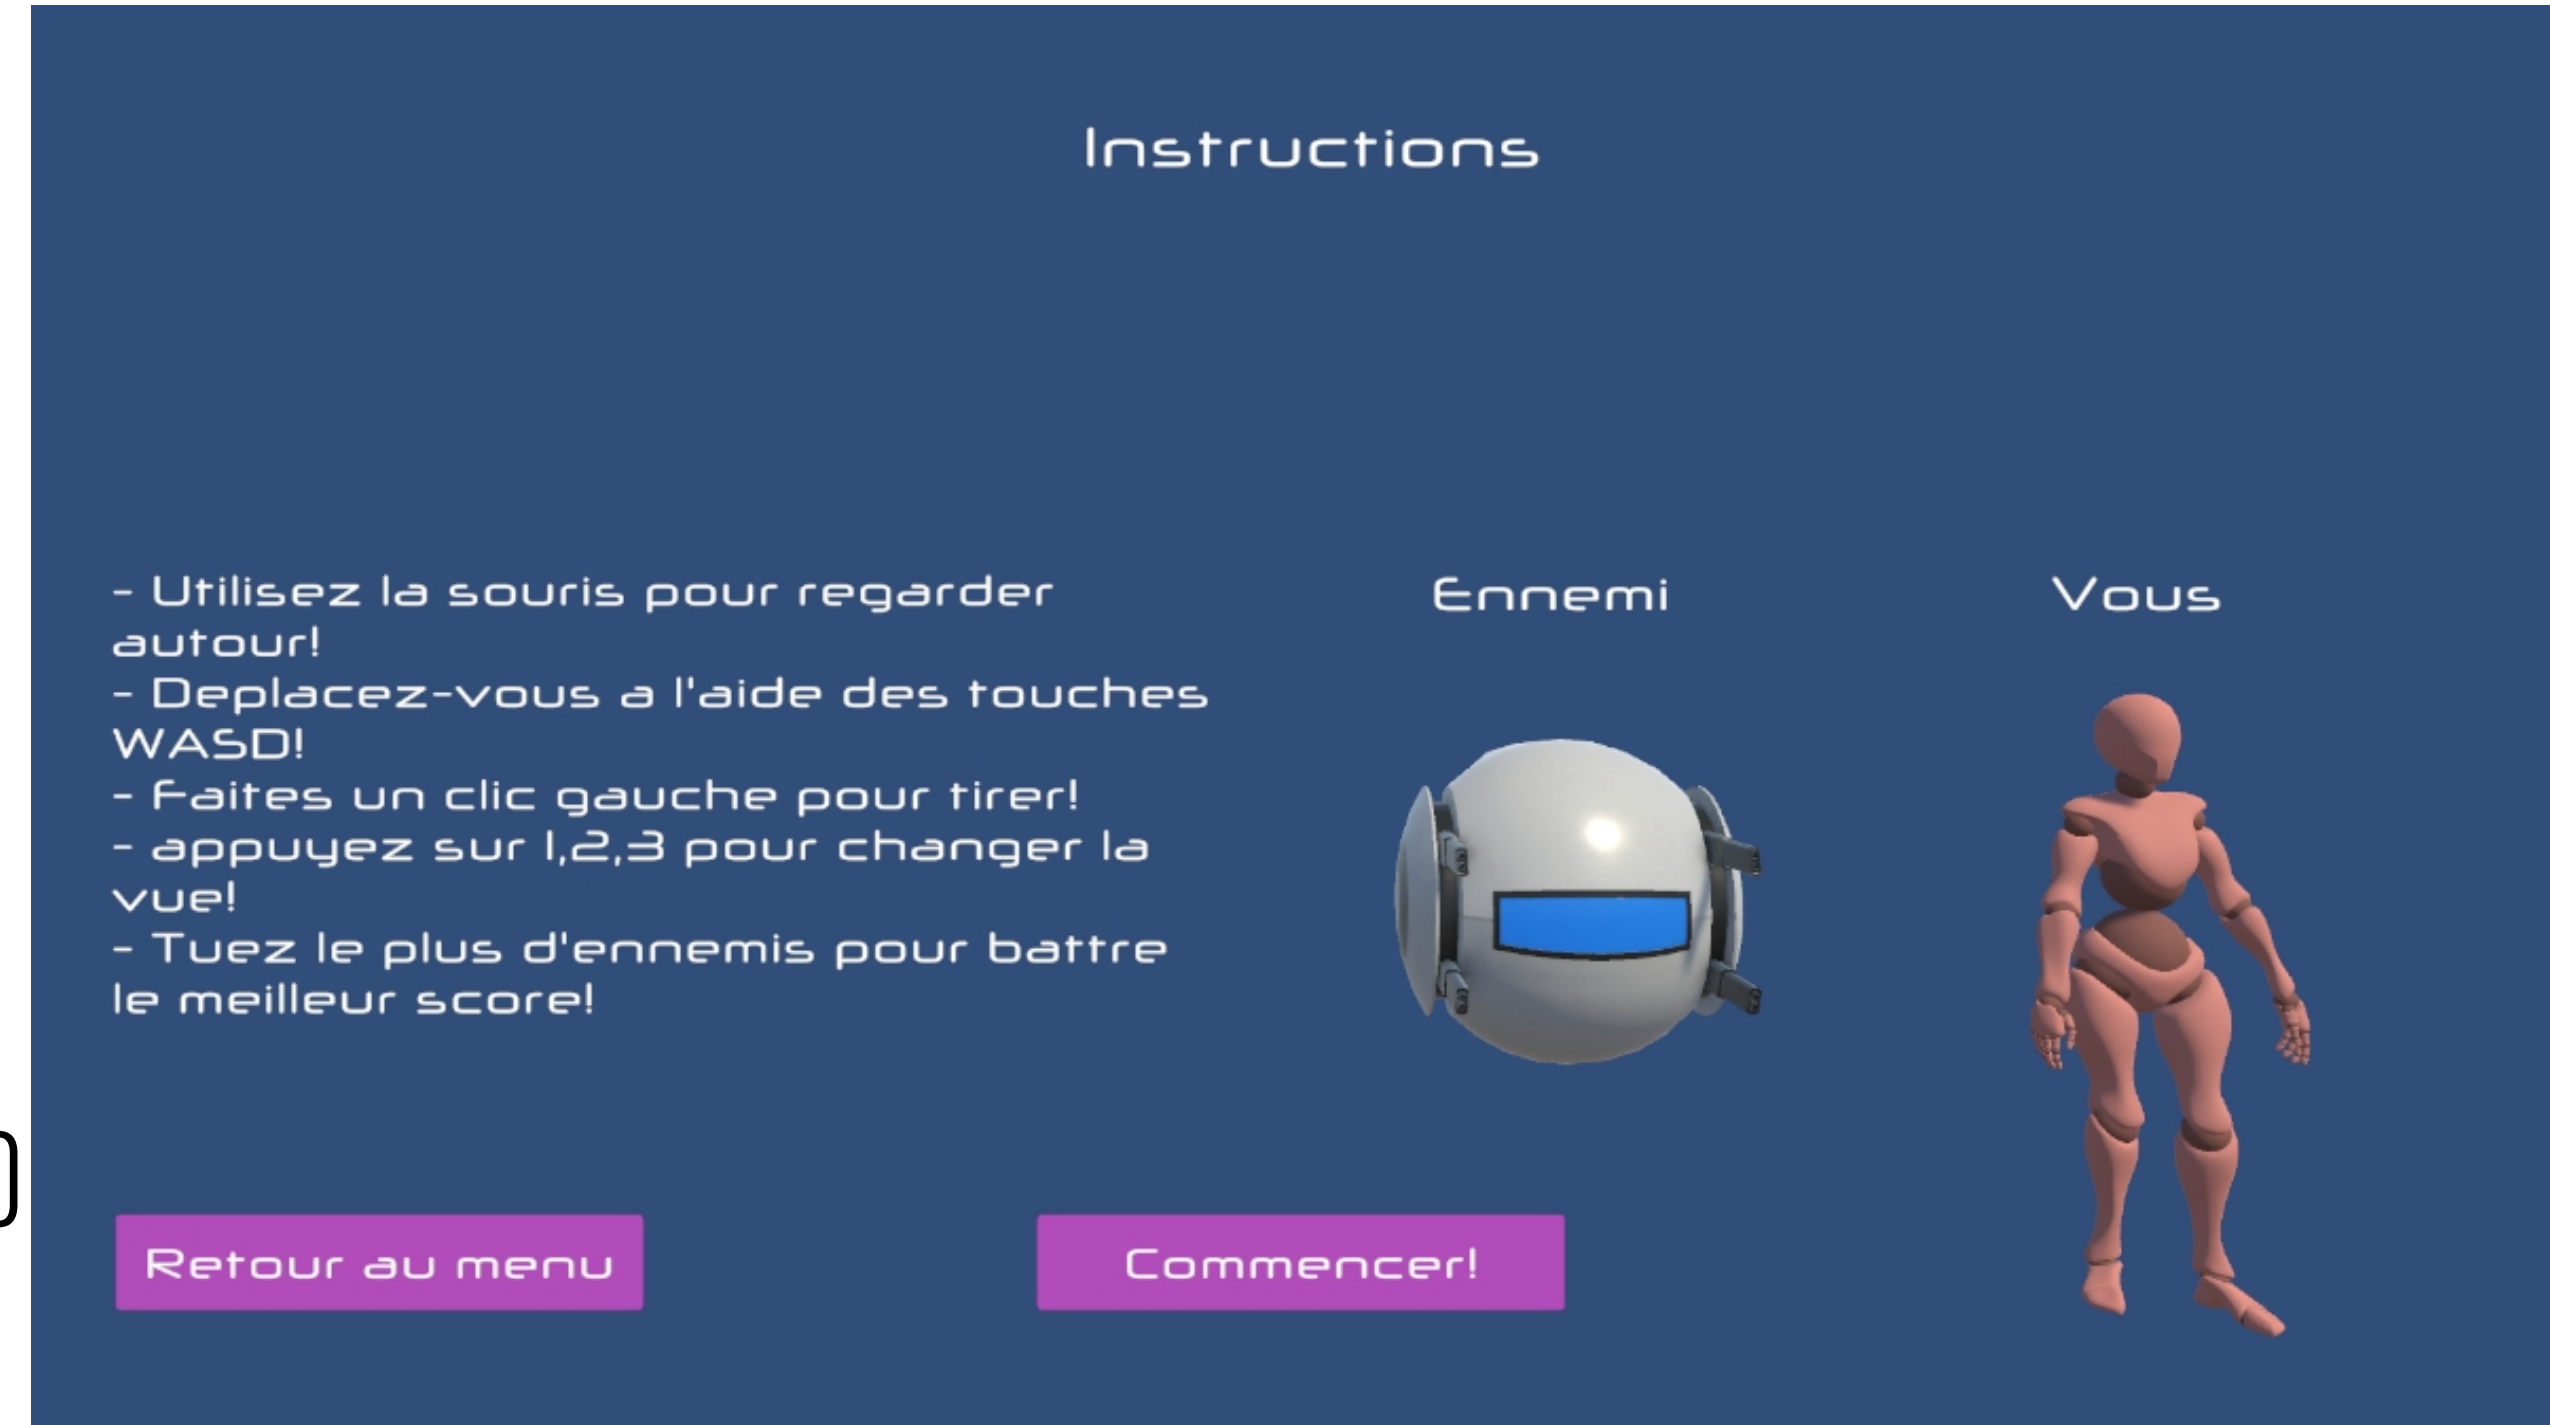 Instructions
- Utilisez la souris pour regarder
autour!
- Deplacez-vous a l'aide des touches
WASD!
- Faites un clic gauche pour tirer!
- appuyez sur 1,2,3 pour changer la
vue!
- Tuez le plus d'ennemis pour battre
le meilleur score!
Ennemi
Vous
Retour au menu
Commencer!